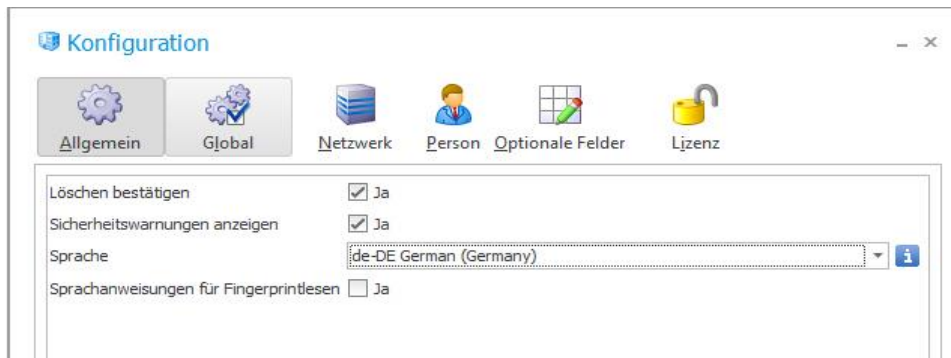 Konfiguration
Allgemein Global Netzwerk Person Optionale Felder Lizenz
Löschen bestätigen Ja
Sicherheitswarnungen anzeigen Ja
Sprache de-DE German (Germany)
Sprachanweisungen für Fingerprintlesen Ja